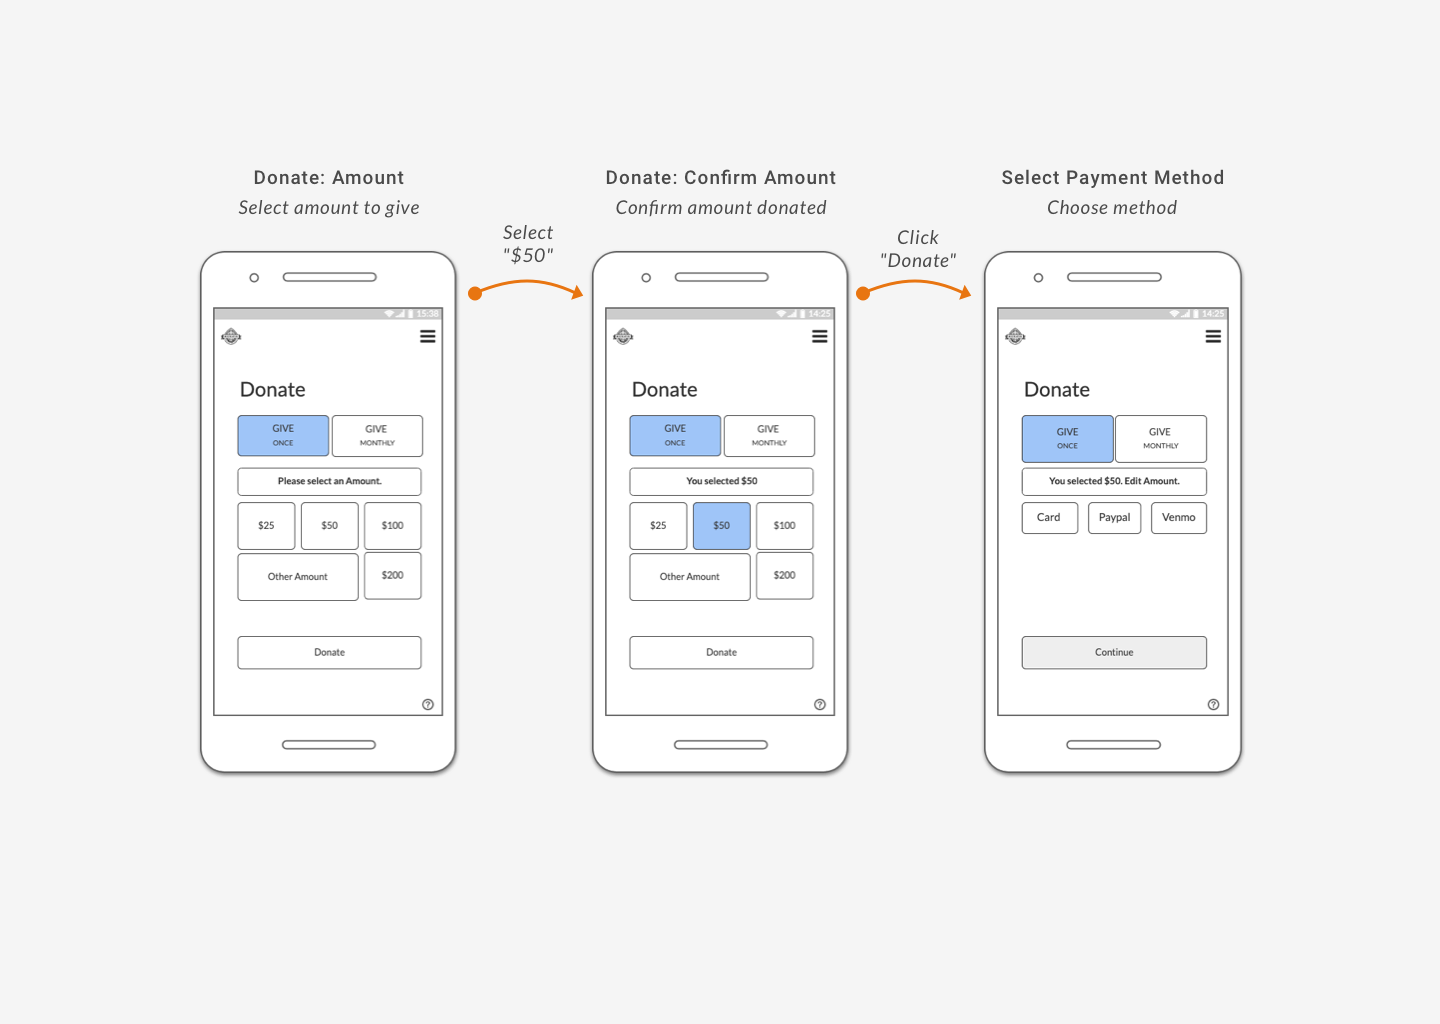 Donate: Amount
Select amount to give
Select
"$50"
Donate: Confirm Amount
Confirm amount donated
Click
"Donate"
Select Payment Method
Choose method
15:38
Donate
GIVE
ONCE
GIVE
MONTHLY
Please select an Amount.
$25
$50
$100
Other Amount
$200
Donate
?
14:25
Donate
GIVE
ONCE
GIVE
MONTHLY
You selected $50
$25
$50
$100
Other Amount
$200
Donate
?
14:25
Donate
GIVE
ONCE
GIVE
MONTHLY
You selected $50. Edit Amount.
Card
Paypal
Venmo
Continue
?